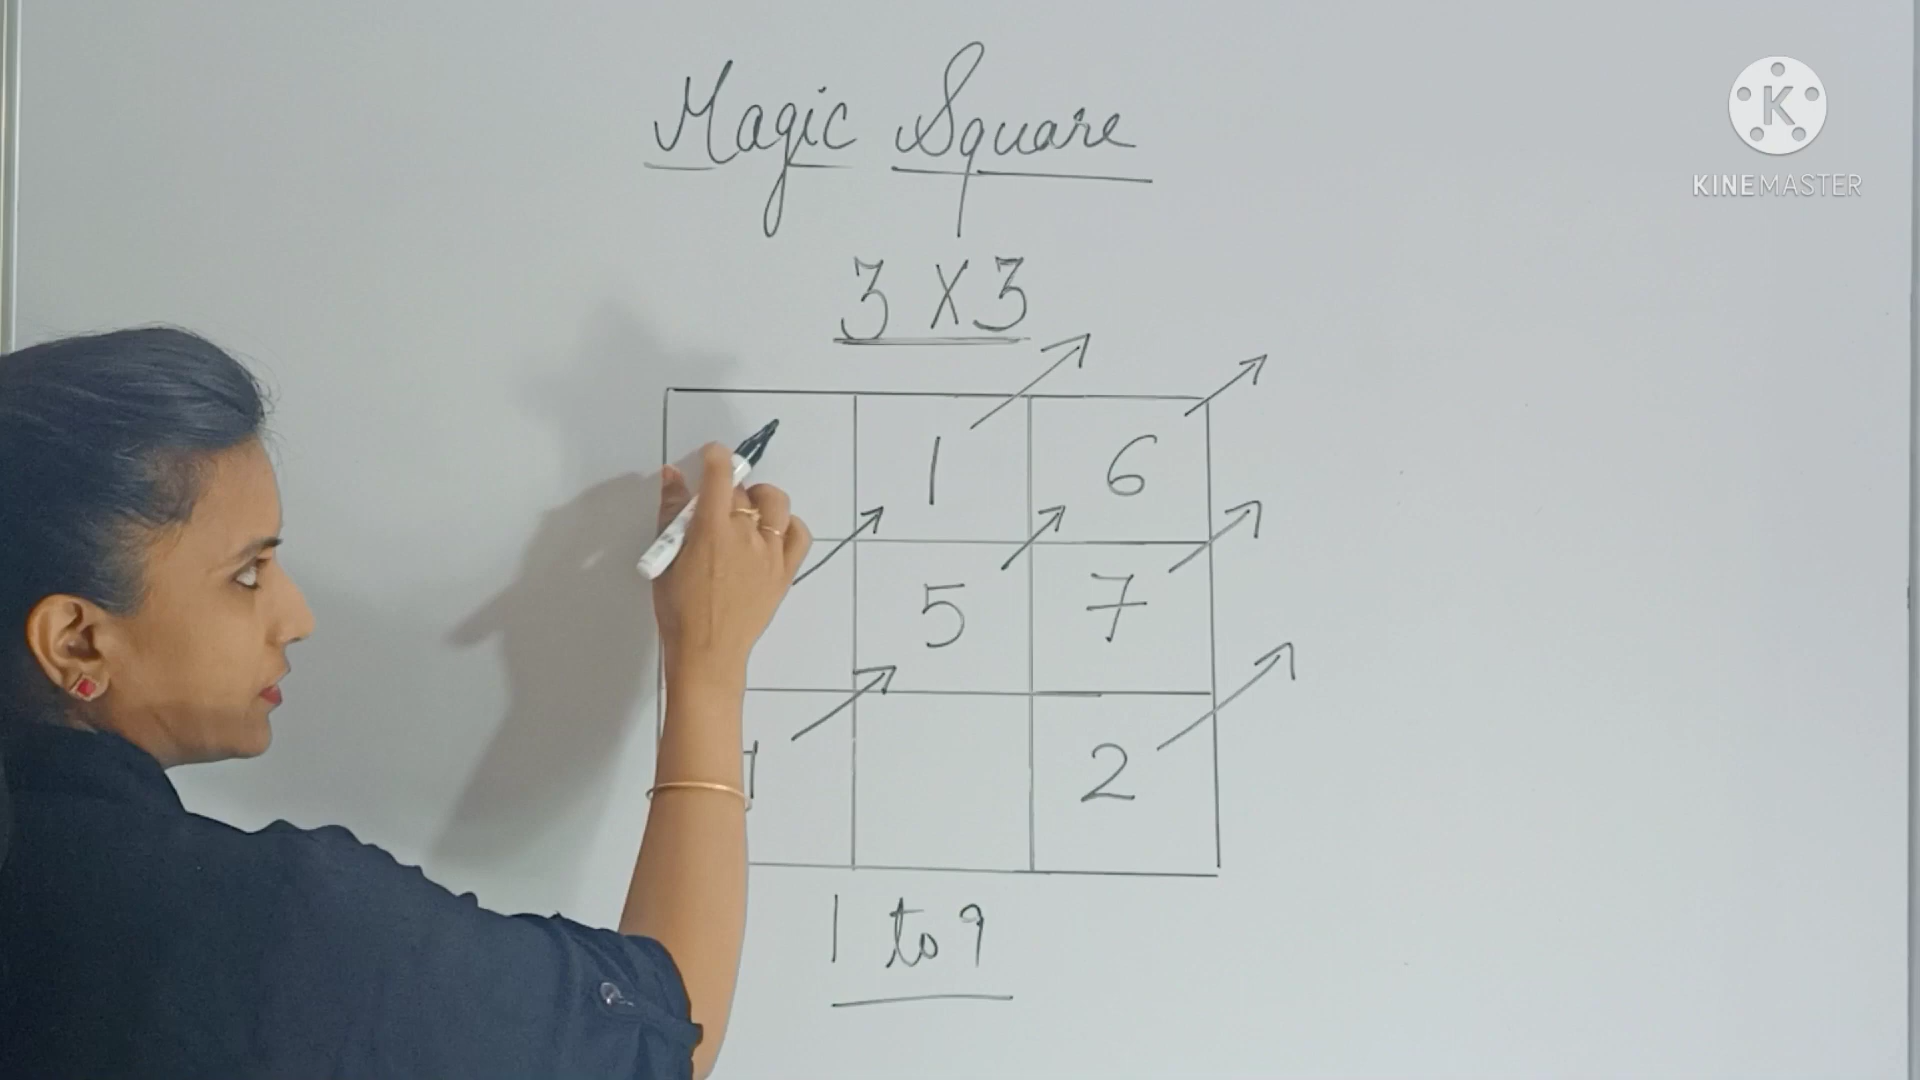 Magic Square
KINEMASTER
3 X 3
1 6
5 7
2
1 to 9